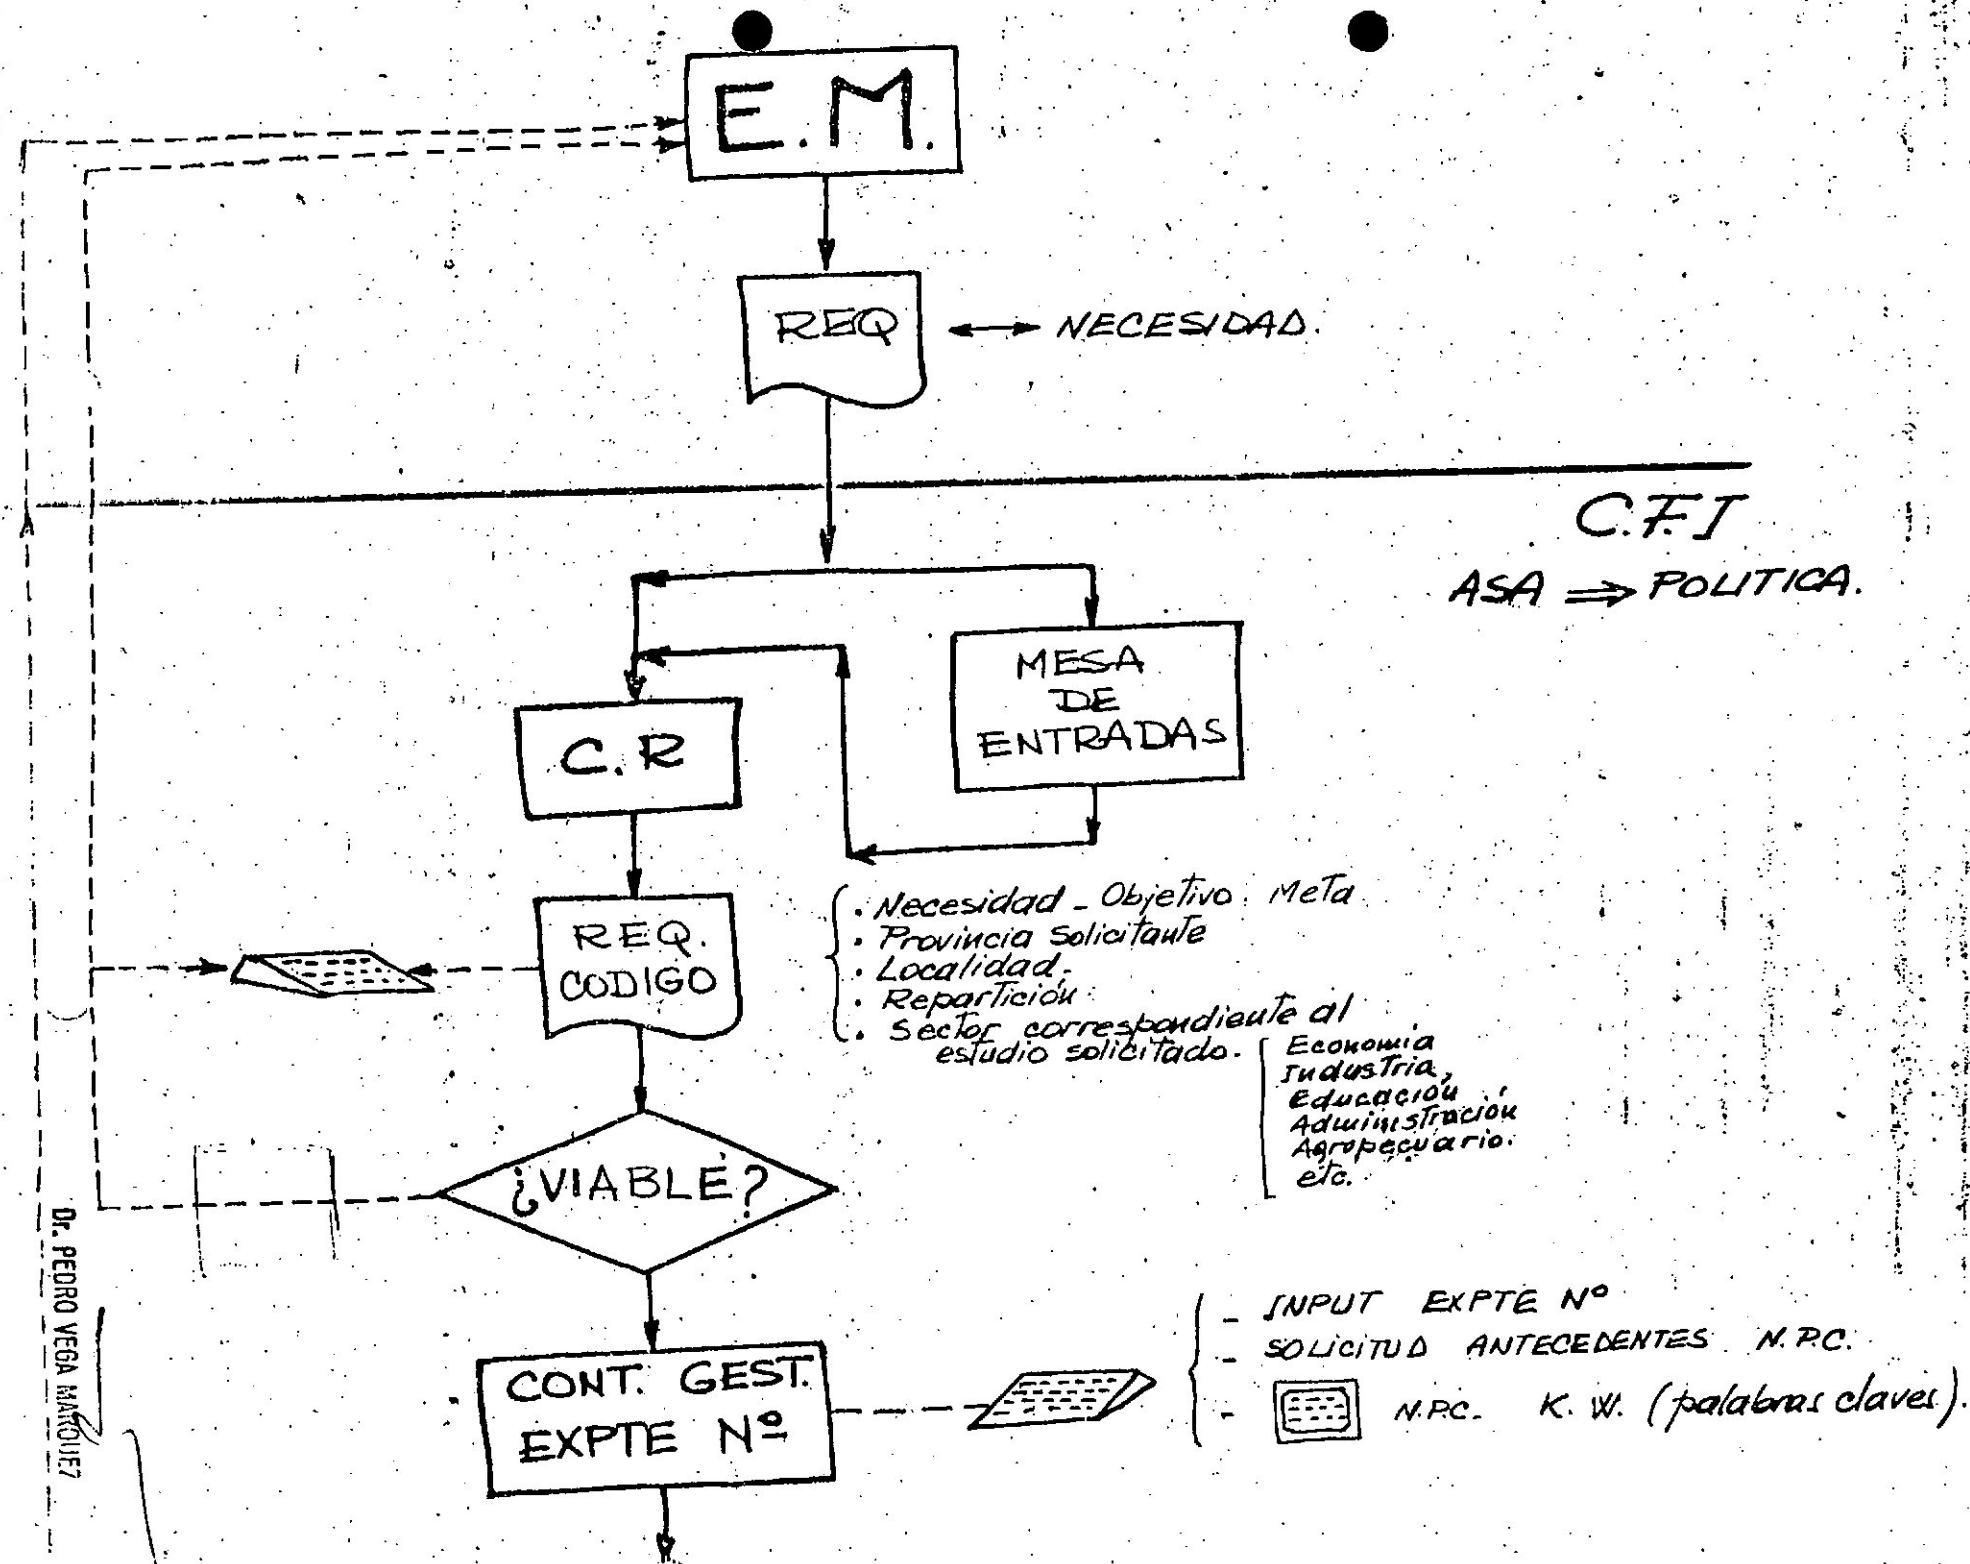 E.M.
REQ
NECESIDAD.
C.F.I
ASA ⇒ POLITICA.
MESA
DE
ENTRADAS
C.R
REQ.
CODIGO
. Necesidad - Objetivo. Meta
. Provincia solicitante
. Localidad.
. Repartición
. Sector correspondiente al
estudio solicitado.
Economia
Industria,
Educación
Administración
Agropecuario.
etc.
¿VIABLE?
Dr. PEDRO VEGA MARQUEZ
CONT. GEST.
EXPTE Nº
- INPUT EXPTE Nº
- SOLICITUD ANTECEDENTES N.P.C.
- N.P.C. K.W. (palabras claves).